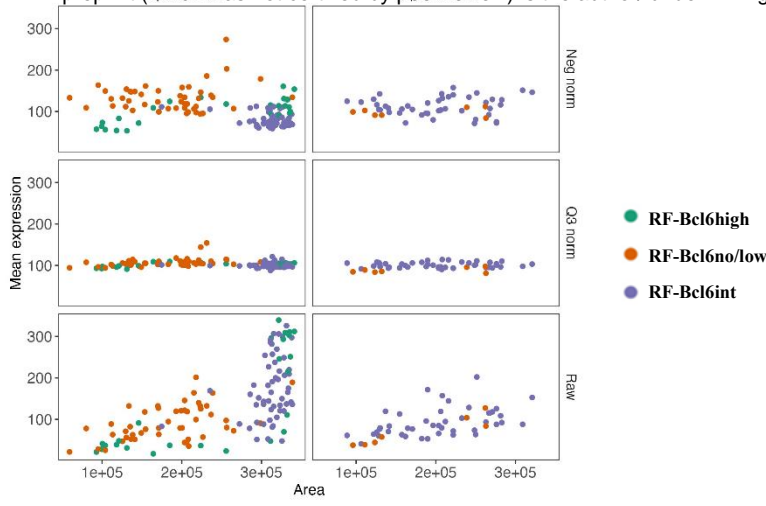 300
200
100
Neg norm
300
200
100
Q3 norm
300
200
100
Raw
Mean expression
1e+05 2e+05 3e+05 1e+05 2e+05 3e+05
Area
RF-Bcl6high
RF-Bcl6no/low
RF-Bcl6int